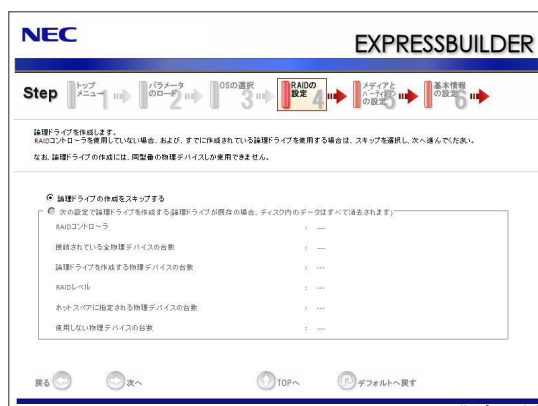 NEC
EXPRESSBUILDER
Step
トップメニュー 1
パラメータのロード 2
OSの選択 3
RAIDの設定 4
メディアとパーティションの設定 5
基本情報の設定 6
論理ドライブを作成します。
RAIDコントローラを使用していない場合、および、すでに作成されている論理ドライブを使用する場合は、スキップを選択し、次へ進んでください。
なお、論理ドライブの作成には、同型番の物理デバイスしか使用できません。
論理ドライブの作成をスキップする
次の設定で論理ドライブを作成する(論理ドライブが既存の場合、ディスク内のデータはすべて消去されます)
RAIDコントローラ : ---
接続されている全物理デバイスの台数 : ---
論理ドライブを作成する物理デバイスの台数 : ---
RAIDレベル : ---
ホットスペアに指定される物理デバイスの台数 : ---
使用しない物理デバイスの台数 : ---
戻る 次へ TOPへ デフォルトへ戻す